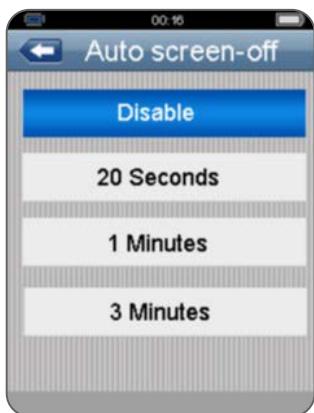 00:16
Auto screen-off
Disable
20 Seconds
1 Minutes
3 Minutes